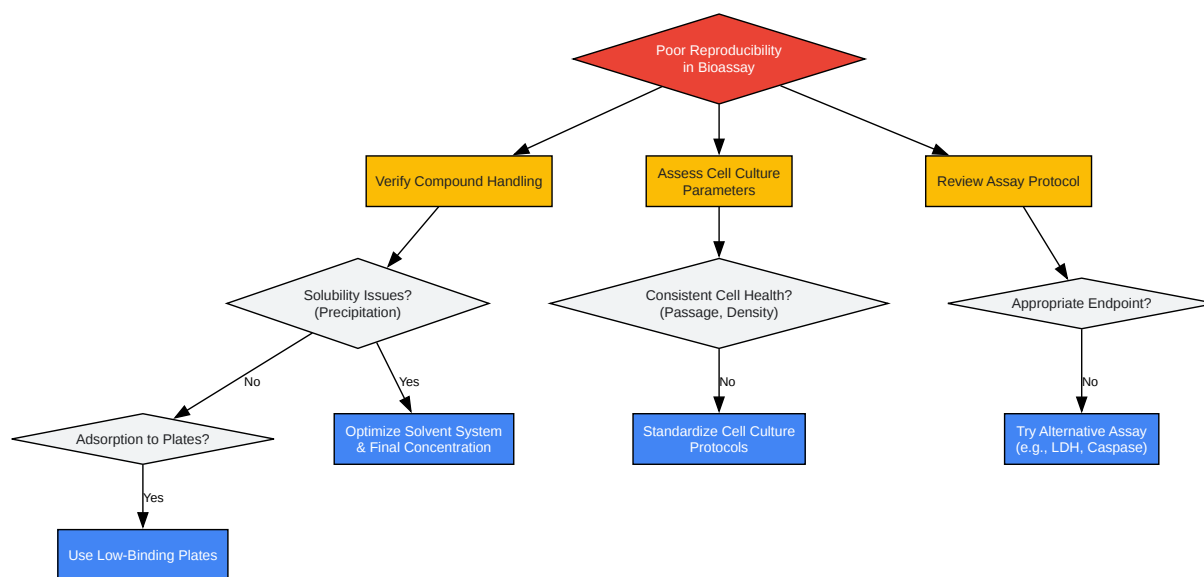 Poor Reproducibility
in Bioassay
Verify Compound Handling
Assess Cell Culture
Parameters
Review Assay Protocol
Solubility Issues?
(Precipitation)
Consistent Cell Health?
(Passage, Density)
Appropriate Endpoint?
No
Yes
No
No
Adsorption to Plates?
Optimize Solvent System
& Final Concentration
Standardize Cell Culture
Protocols
Try Alternative Assay
(e.g., LDH, Caspase)
Yes
Use Low-Binding Plates